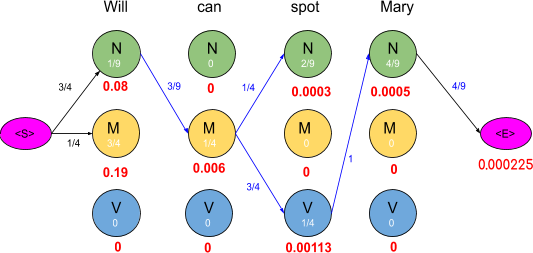 Will can spot Mary
N N N N
1/9 0 2/9 4/9
3/4 3/9 1/4 4/9
0.08 0 0.0003 0.0005
<S> M M M M <E>
3/4 1/4 0 0
1/4 0.000225
0.19 0.006 0 0
3/4 1
V V V V
0 0 1/4 0
0 0 0.00113 0